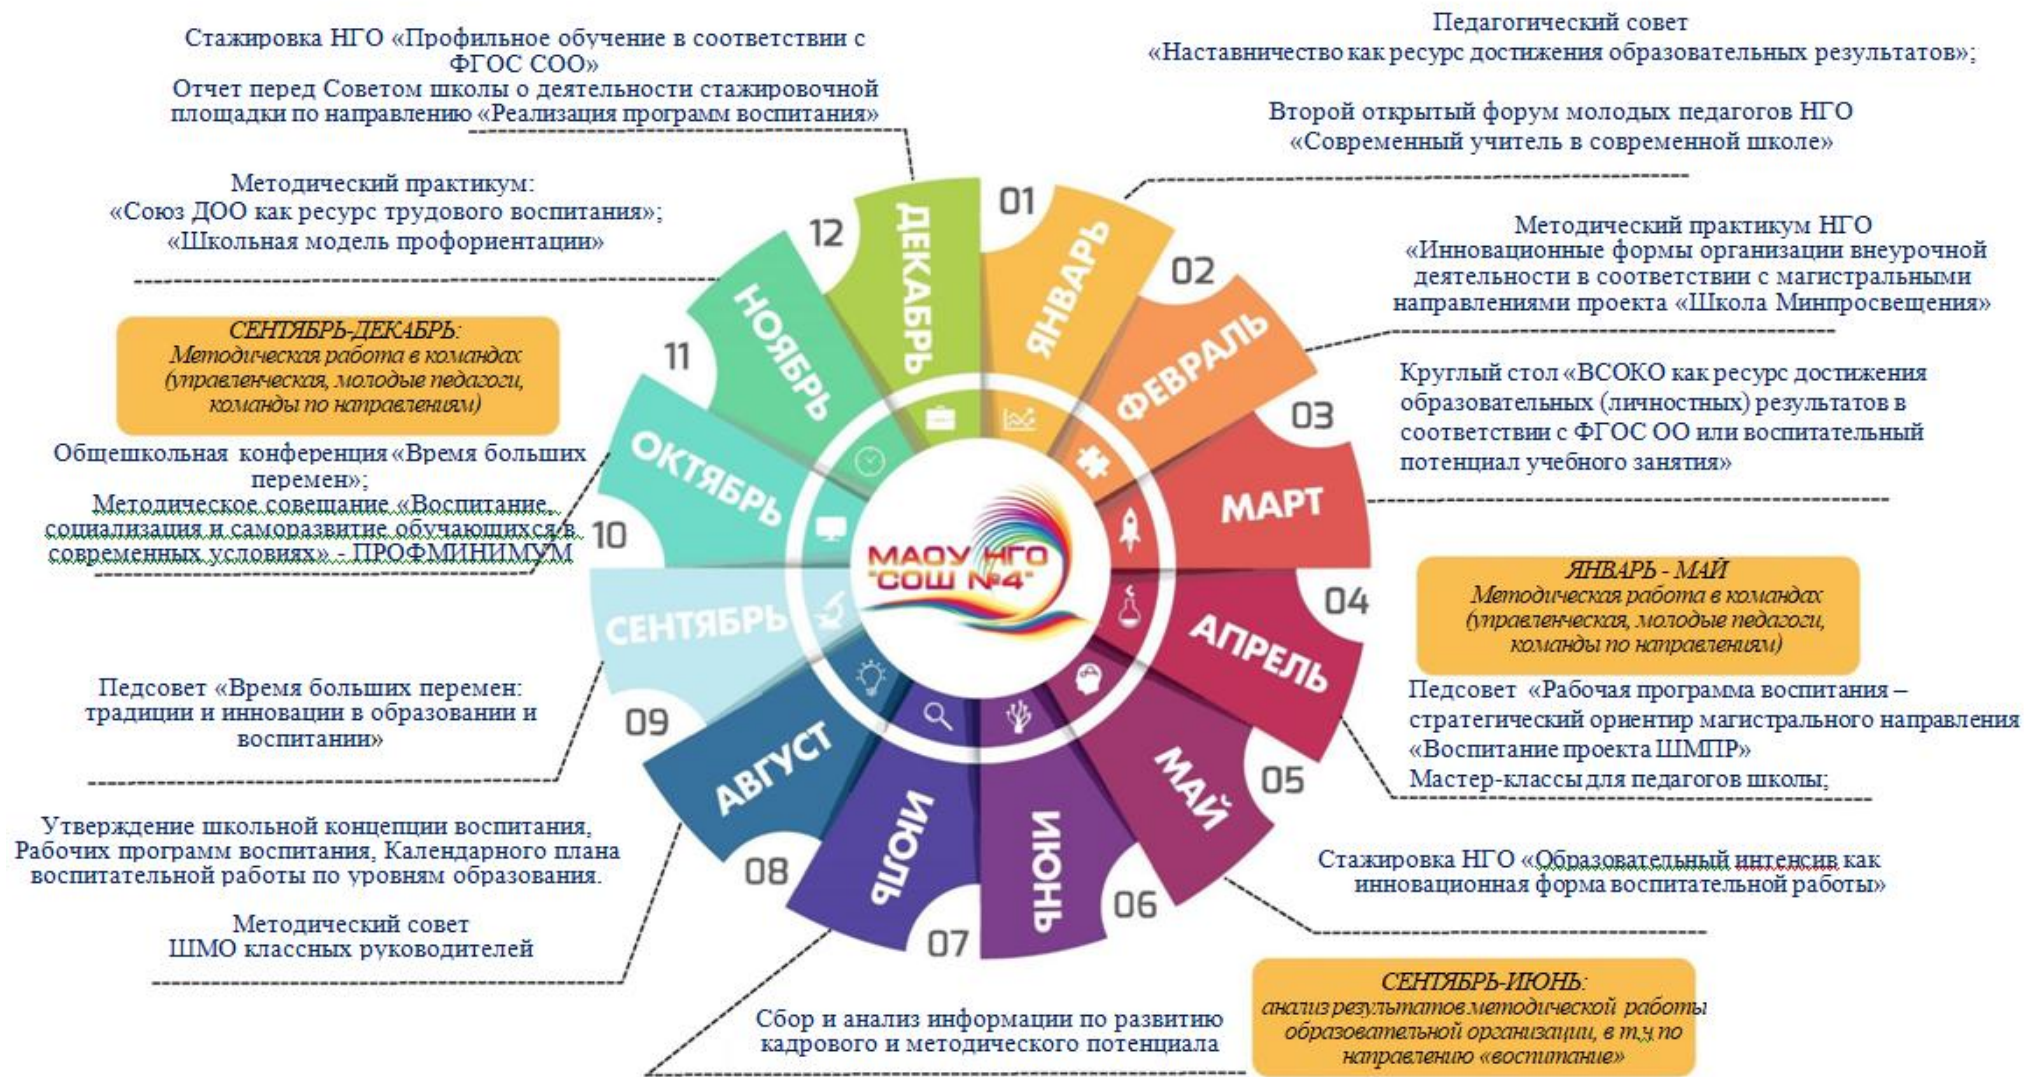 Стажировка НГО «Профильное обучение в соответствии с
ФГОС СОО»
Отчет перед Советом школы о деятельности стажировочной
площадки по направлению «Реализация программ воспитания»
Педагогический совет
«Наставничество как ресурс достижения образовательных результатов»;
Второй открытый форум молодых педагогов НГО
«Современный учитель в современной школе»
Методический практикум:
«Союз ДОО как ресурс трудового воспитания»;
«Школьная модель профориентации»
Методический практикум НГО
«Инновационные формы организации внеурочной
деятельности в соответствии с магистральными
направлениями проекта «Школа Минпросвещения»
СЕНТЯБРЬ-ДЕКАБРЬ:
Методическая работа в командах
(управленческая, молодые педагоги,
команды по направлениям)
Круглый стол «ВСОКО как ресурс достижения
образовательных (личностных) результатов в
соответствии с ФГОС ОО или воспитательный
потенциал учебного занятия»
Общешкольная конференция «Время больших
перемен»;
Методическое совещание «Воспитание,
социализация и саморазвитие обучающихся в
современных условиях» - ПРОФМИНИМУМ
ЯНВАРЬ - МАЙ
Методическая работа в командах
(управленческая, молодые педагоги,
команды по направлениям)
Педсовет «Время больших перемен:
традиции и инновации в образовании и
воспитании»
Педсовет «Рабочая программа воспитания –
стратегический ориентир магистрального направления
«Воспитание проекта ШМПР»
Мастер-классы для педагогов школы;
Утверждение школьной концепции воспитания,
Рабочих программ воспитания, Календарного плана
воспитательной работы по уровням образования.
Методический совет
ШМО классных руководителей
Стажировка НГО «Образовательный интенсив как
инновационная форма воспитательной работы»
Сбор и анализ информации по развитию
кадрового и методического потенциала
СЕНТЯБРЬ-ИЮНЬ:
анализ результатов методической работы
образовательной организации, в т.ч по
направлению «воспитание»
01
ЯНВАРЬ
02
ФЕВРАЛЬ
03
МАРТ
04
АПРЕЛЬ
05
МАЙ
06
ИЮНЬ
07
ИЮЛЬ
08
АВГУСТ
09
СЕНТЯБРЬ
10
ОКТЯБРЬ
11
НОЯБРЬ
12
ДЕКАБРЬ
МАОУ НГО
"СОШ №4"